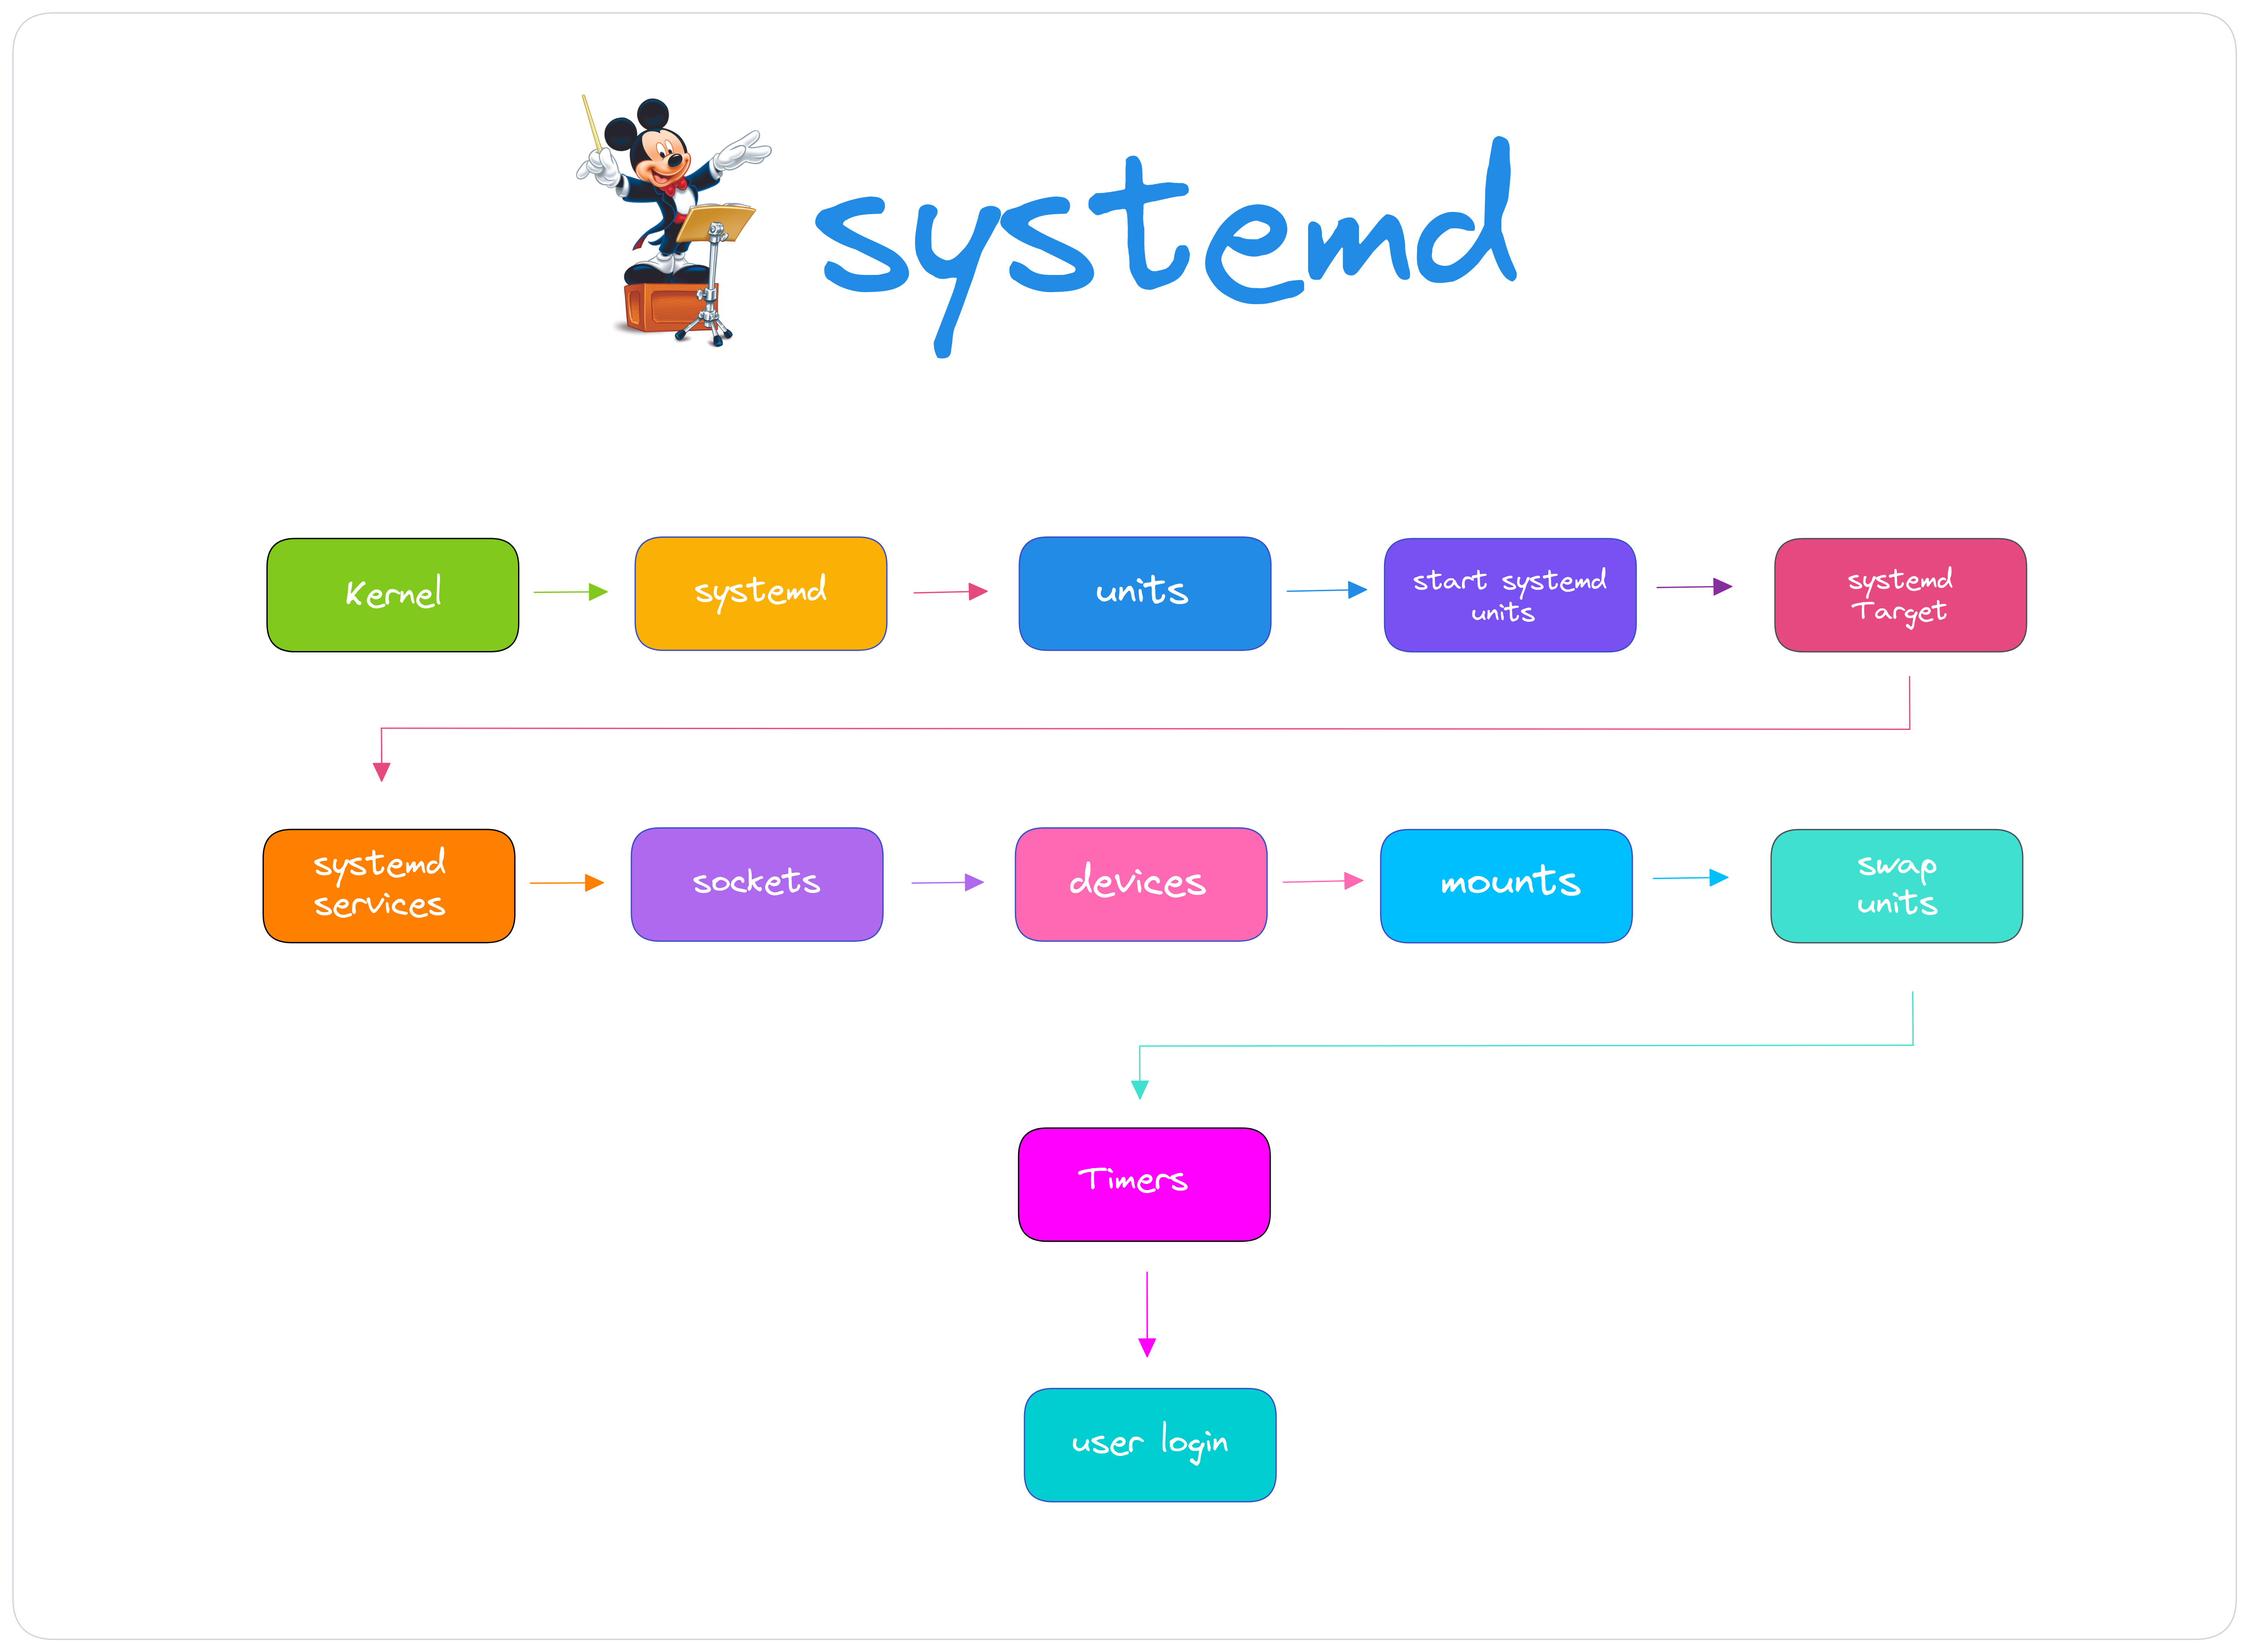 systemd
Kernel
systemd
units
start systemd
units
systemd
Target
systemd
services
sockets
devices
mounts
swap
units
Timers
user login